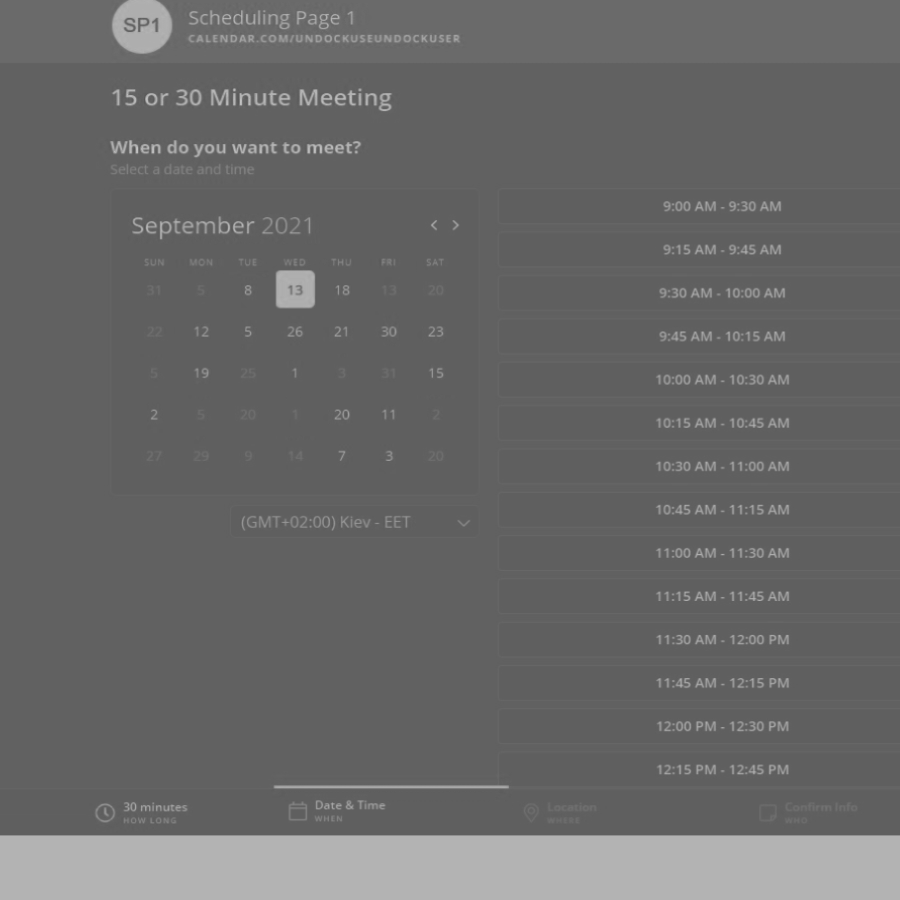 SP1
Scheduling Page 1
CALENDAR.COM/UNDOCKUSEUNDOCKUSER
15 or 30 Minute Meeting
When do you want to meet?
Select a date and time
September 2021
SUN MON TUE WED THU FRI SAT
31 5 8 13 18 13 20
22 12 5 26 21 30 23
5 19 25 1 3 31 15
2 5 20 1 20 11 2
27 29 9 14 7 3 20
(GMT+02:00) Kiev - EET
9:00 AM - 9:30 AM
9:15 AM - 9:45 AM
9:30 AM - 10:00 AM
9:45 AM - 10:15 AM
10:00 AM - 10:30 AM
10:15 AM - 10:45 AM
10:30 AM - 11:00 AM
10:45 AM - 11:15 AM
11:00 AM - 11:30 AM
11:15 AM - 11:45 AM
11:30 AM - 12:00 PM
11:45 AM - 12:15 PM
12:00 PM - 12:30 PM
12:15 PM - 12:45 PM
30 minutes
HOW LONG
Date & Time
WHEN
Location
WHERE
Confirm Info
WHO